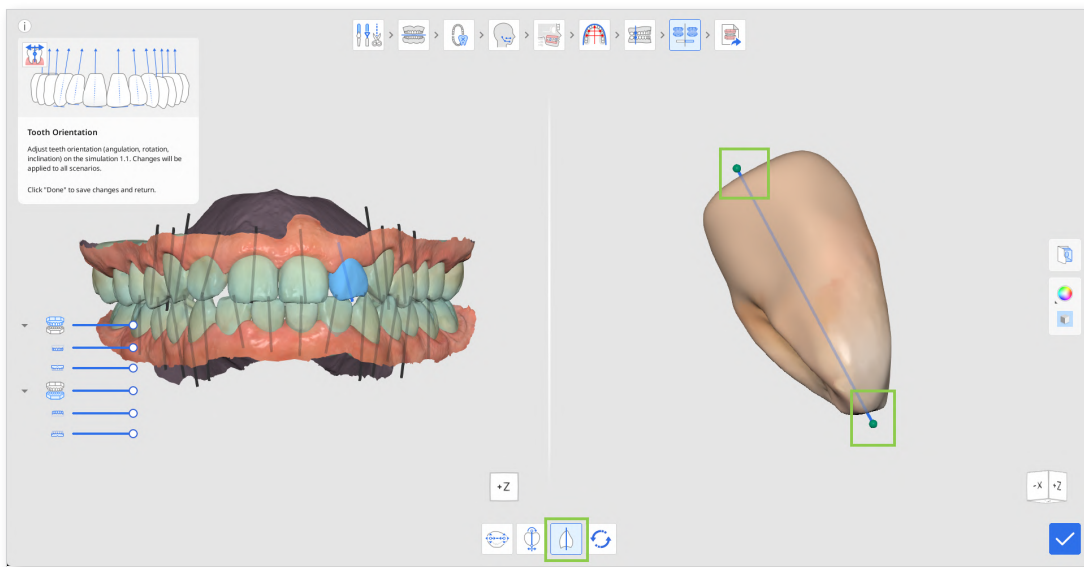 Tooth Orientation
Adjust teeth orientation (angulation, rotation,
inclination) on the simulation 1.1. Changes will be
applied to all scenarios.
Click "Done" to save changes and return.
+Z
-X +Z